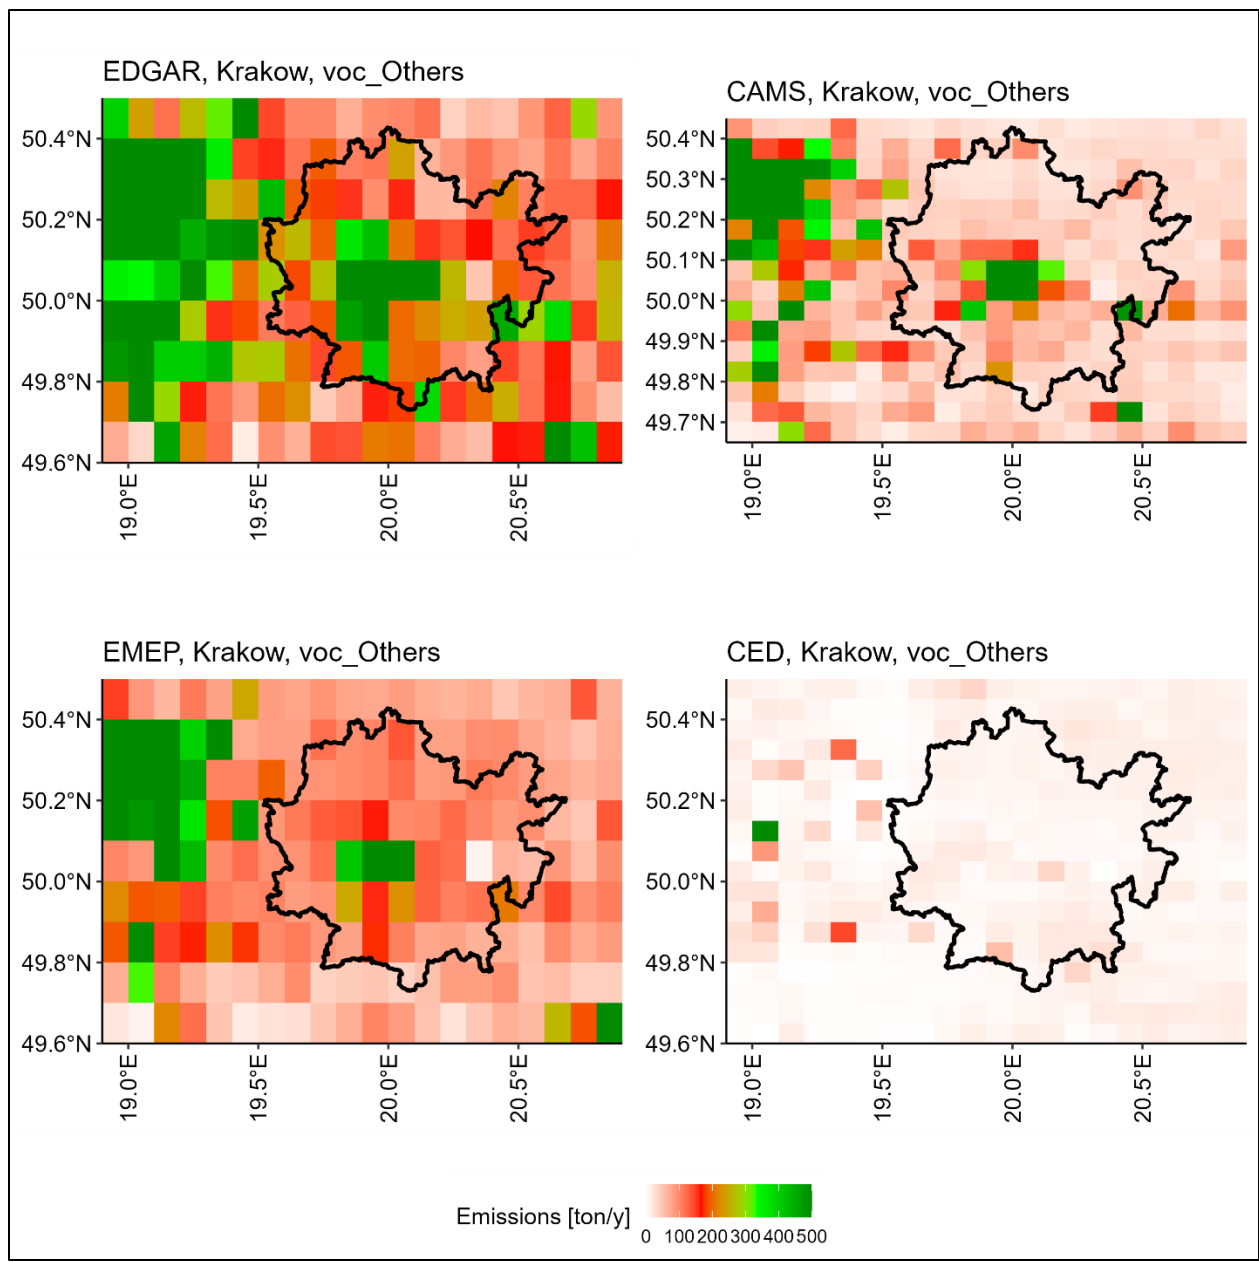 EDGAR, Krakow, voc_Others
50.4°N
50.2°N
50.0°N
49.8°N
49.6°N
19.0°E
19.5°E
20.0°E
20.5°E
CAMS, Krakow, voc_Others
50.4°N
50.3°N
50.2°N
50.1°N
50.0°N
49.9°N
49.8°N
49.7°N
19.0°E
19.5°E
20.0°E
20.5°E
EMEP, Krakow, voc_Others
50.4°N
50.2°N
50.0°N
49.8°N
49.6°N
19.0°E
19.5°E
20.0°E
20.5°E
CED, Krakow, voc_Others
50.4°N
50.2°N
50.0°N
49.8°N
49.6°N
19.0°E
19.5°E
20.0°E
20.5°E
Emissions [ton/y]
0 100 200 300 400 500